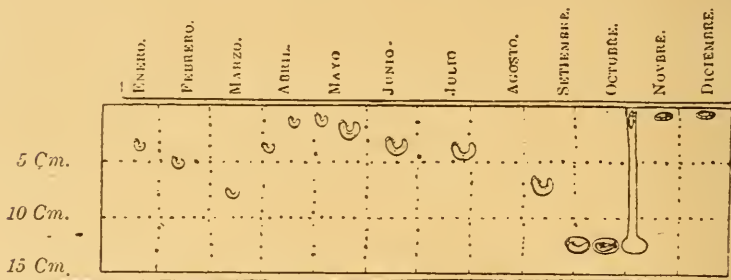 ENERO.
FEBRERO.
MARZO.
ABRIL.
MAYO
JUNIO.
JULIO
AGOSTO.
SETIEMBRE.
OCTUBRE.
NOVBRE.
DICIEMBRE.
5 Cm.
10 Cm.
15 Cm.